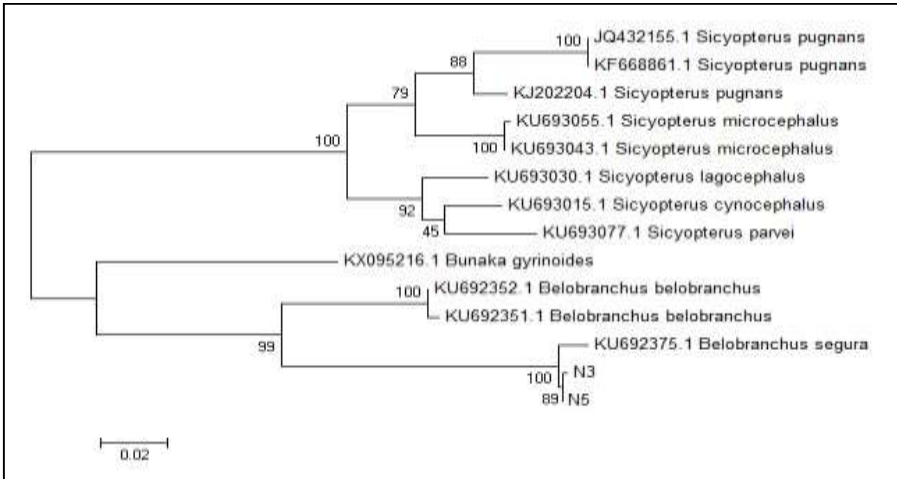 100
JQ432155.1 Sicyopterus pugnans
KF668861.1 Sicyopterus pugnans
88
KJ202204.1 Sicyopterus pugnans
79
KU693055.1 Sicyopterus microcephalus
100
KU693043.1 Sicyopterus microcephalus
100
KU693030.1 Sicyopterus lagocephalus
92
KU693015.1 Sicyopterus cynocephalus
45
KU693077.1 Sicyopterus parvei
KX095216.1 Bunaka gyrinoides
100
KU692352.1 Belobranchus belobranchus
KU692351.1 Belobranchus belobranchus
99
KU692375.1 Belobranchus segura
100
N3
89
N5
0.02